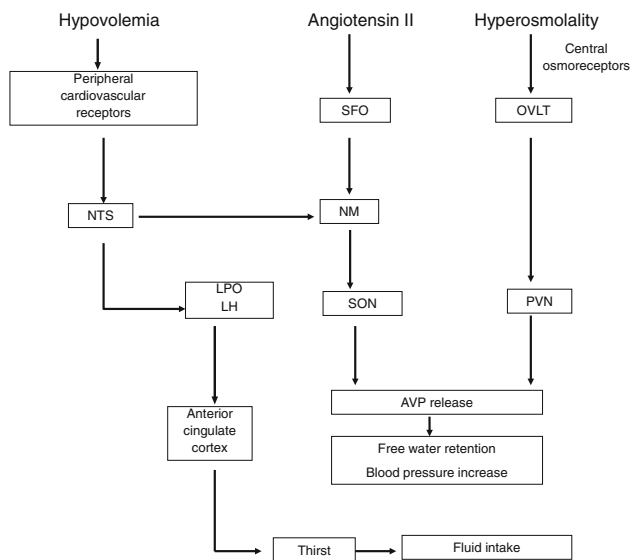 Hypovolemia
Angiotensin II
Hyperosmolality
Central
osmoreceptors
Peripheral
cardiovascular
receptors
SFO
OVLT
NTS
NM
LPO
LH
SON
PVN
AVP release
Anterior
cingulate
cortex
Free water retention
Blood pressure increase
Thirst
Fluid intake